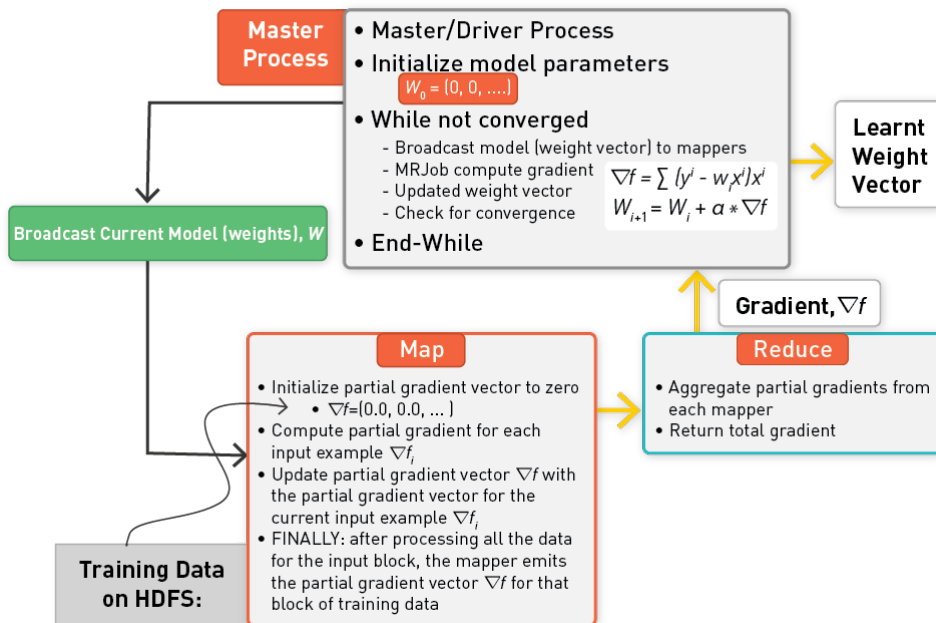 Master
Process
• Master/Driver Process
• Initialize model parameters
W₀ = (0, 0, ....)
• While not converged
- Broadcast model (weight vector) to mappers
- MRJob compute gradient
- Updated weight vector
- Check for convergence
∇f = ∑ (yⁱ - wᵢxⁱ)xⁱ
Wᵢ₊₁ = Wᵢ + α * ∇f
• End-While
Learnt
Weight
Vector
Broadcast Current Model (weights), W
Gradient, ∇f
Map
• Initialize partial gradient vector to zero
• ∇f=(0.0, 0.0, ... )
• Compute partial gradient for each
input example ∇fᵢ
• Update partial gradient vector ∇f with
the partial gradient vector for the
current input example ∇fᵢ
• FINALLY: after processing all the data
for the input block, the mapper emits
the partial gradient vector ∇f for that
block of training data
Reduce
• Aggregate partial gradients from
each mapper
• Return total gradient
Training Data
on HDFS: